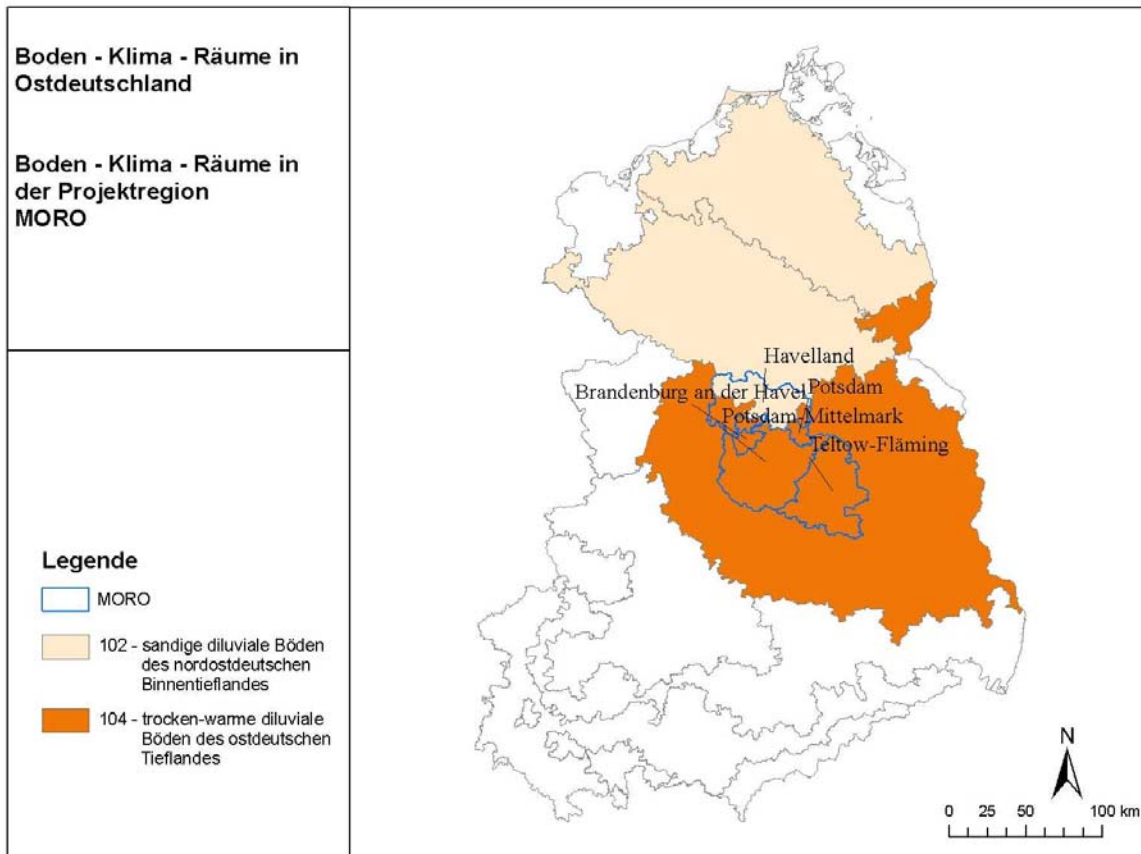 Boden - Klima - Räume in
Ostdeutschland
Boden - Klima - Räume in
der Projektregion
MORO
Legende
MORO
102 - sandige diluviale Böden
des nordostdeutschen
Binnentieflandes
104 - trocken-warme diluviale
Böden des ostdeutschen
Tieflandes
Havelland
Brandenburg an der Havel
Potsdam
Potsdam-Mittelmark
Teltow-Fläming
N
0 25 50 100 km